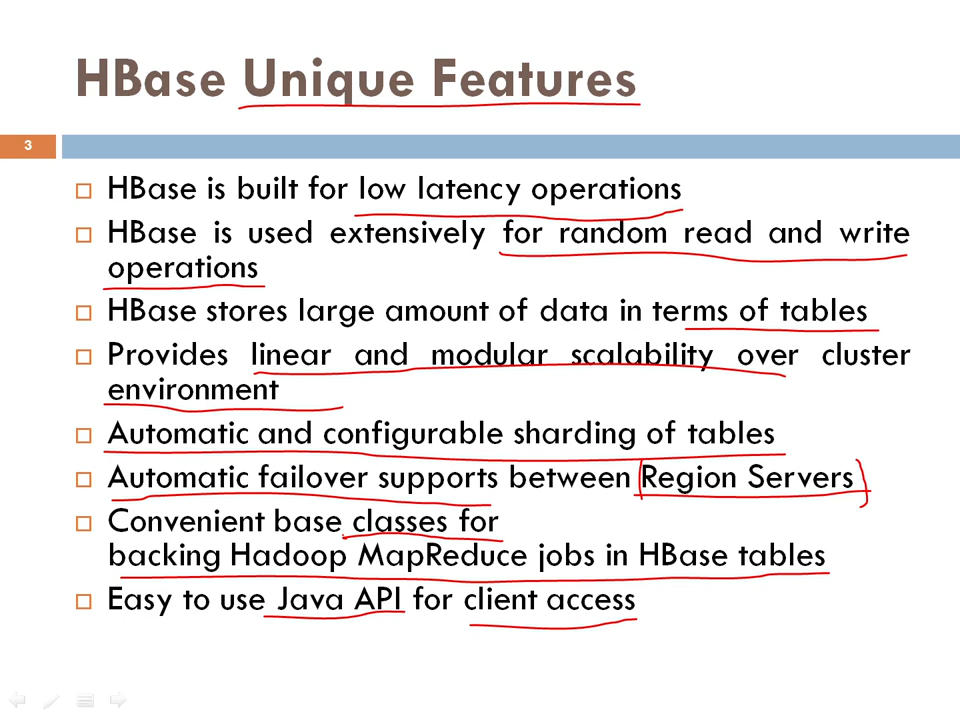 HBase Unique Features
3
HBase is built for low latency operations
HBase is used extensively for random read and write
operations
HBase stores large amount of data in terms of tables
Provides linear and modular scalability over cluster
environment
Automatic and configurable sharding of tables
Automatic failover supports between Region Servers
Convenient base classes for
backing Hadoop MapReduce jobs in HBase tables
Easy to use Java API for client access